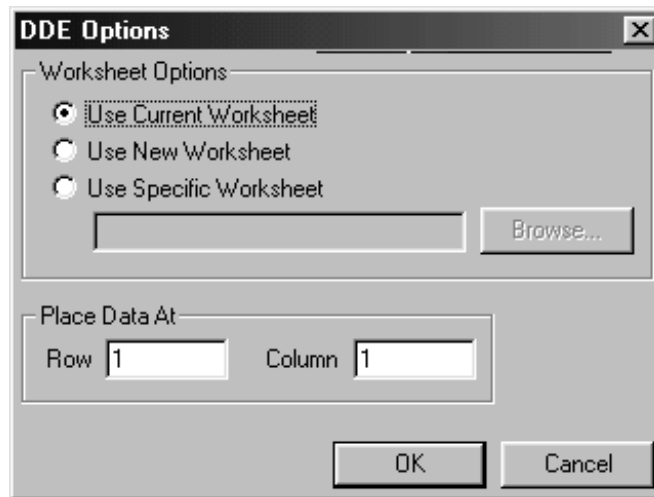 DDE Options
Worksheet Options
Use Current Worksheet
Use New Worksheet
Use Specific Worksheet
Browse...
Place Data At
Row 1 Column 1
OK Cancel